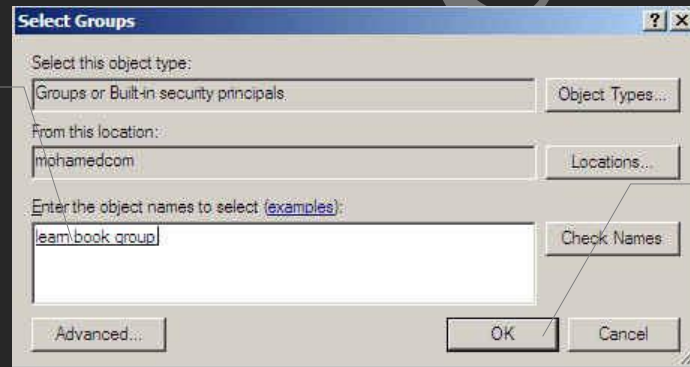 Select Groups
? X
Select this object type:
Groups or Built-in security principals
Object Types...
From this location:
mohamedcom
Locations...
Enter the object names to select (examples):
learn book group
Check Names
Advanced...
OK
Cancel